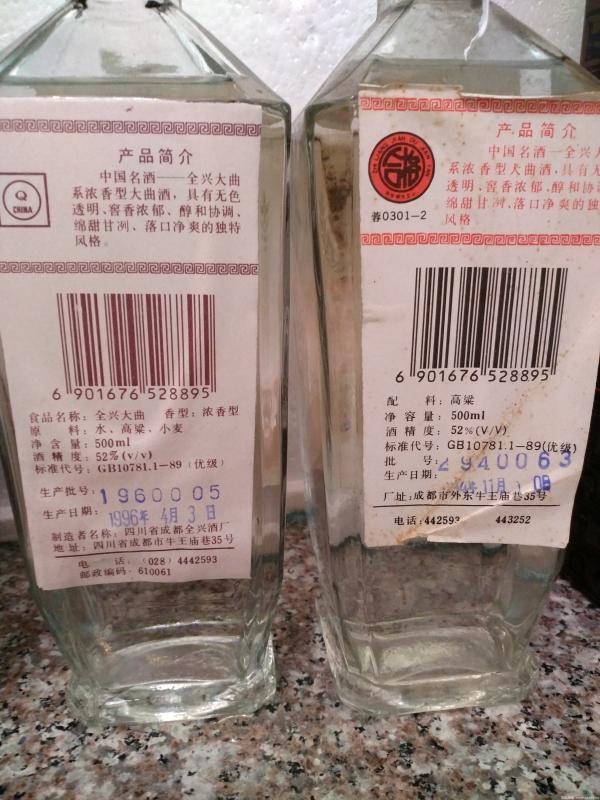 产品简介
中国名酒——全兴大曲
系浓香型大曲酒，具有无色
透明、窖香浓郁、醇和协调、
绵甜甘冽、落口净爽的独特
风格。
Q
CHINA
6 901676 528895
食品名称：全兴大曲 香型：浓香型
原 料：水、高粱、小麦
净含量：500ml
酒精度：52%(v/v)
标准代号：GB10781.1-89（优级）
生产批号：1960005
生产日期：1996年 4月3日
制造者名称：四川省成都全兴酒厂
地址：四川省成都市牛王庙巷35号
电 话：（028）4442593
邮政编码：610061
产品简介
中国名酒——全兴大
系浓香型大曲酒，具有无
透明、窖香浓郁、醇和协
绵甜甘冽、落口净爽的独
风格
蓉0301-2
6 901676 528895
配 料：高粱
净容量：500ml
酒精度：52%(V/V)
标准代号：GB10781.1-89(优级)
批 号：2940063
生产日期：11月 0日
厂址：成都市外东牛王庙巷35号
电话：442593 443252